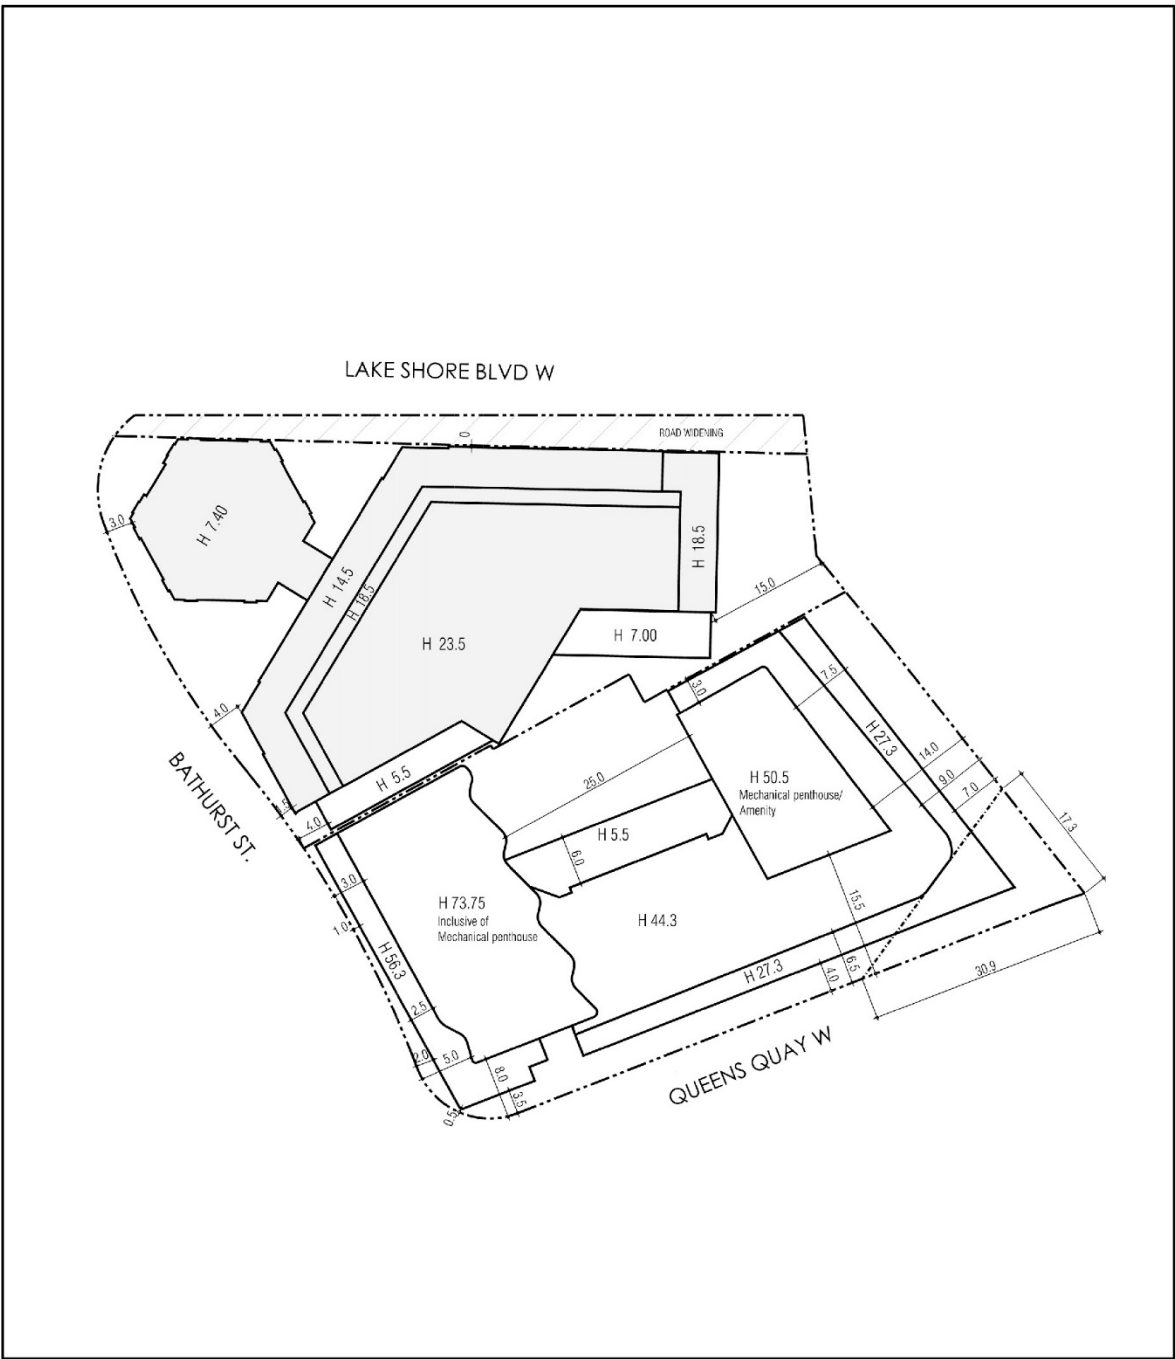 LAKE SHORE BLVD W
0
ROAD WIDENING
3.0
H 7.40
H 14.5
H 18.5
H 18.5
15.0
H 23.5
H 7.00
4.0
3.0
7.5
H 27.3
14.0
9.0
7.0
17.3
BATHURST ST.
H 5.5
25.0
H 50.5
Mechanical penthouse/
Amenity
4.0
H 5.5
6.0
3.0
1.0
H 73.75
Inclusive of
Mechanical penthouse
H 44.3
15.5
H 56.3
H 27.3
4.0
6.5
30.9
2.5
2.0
5.0
8.0
3.5
0.5
QUEENS QUAY W